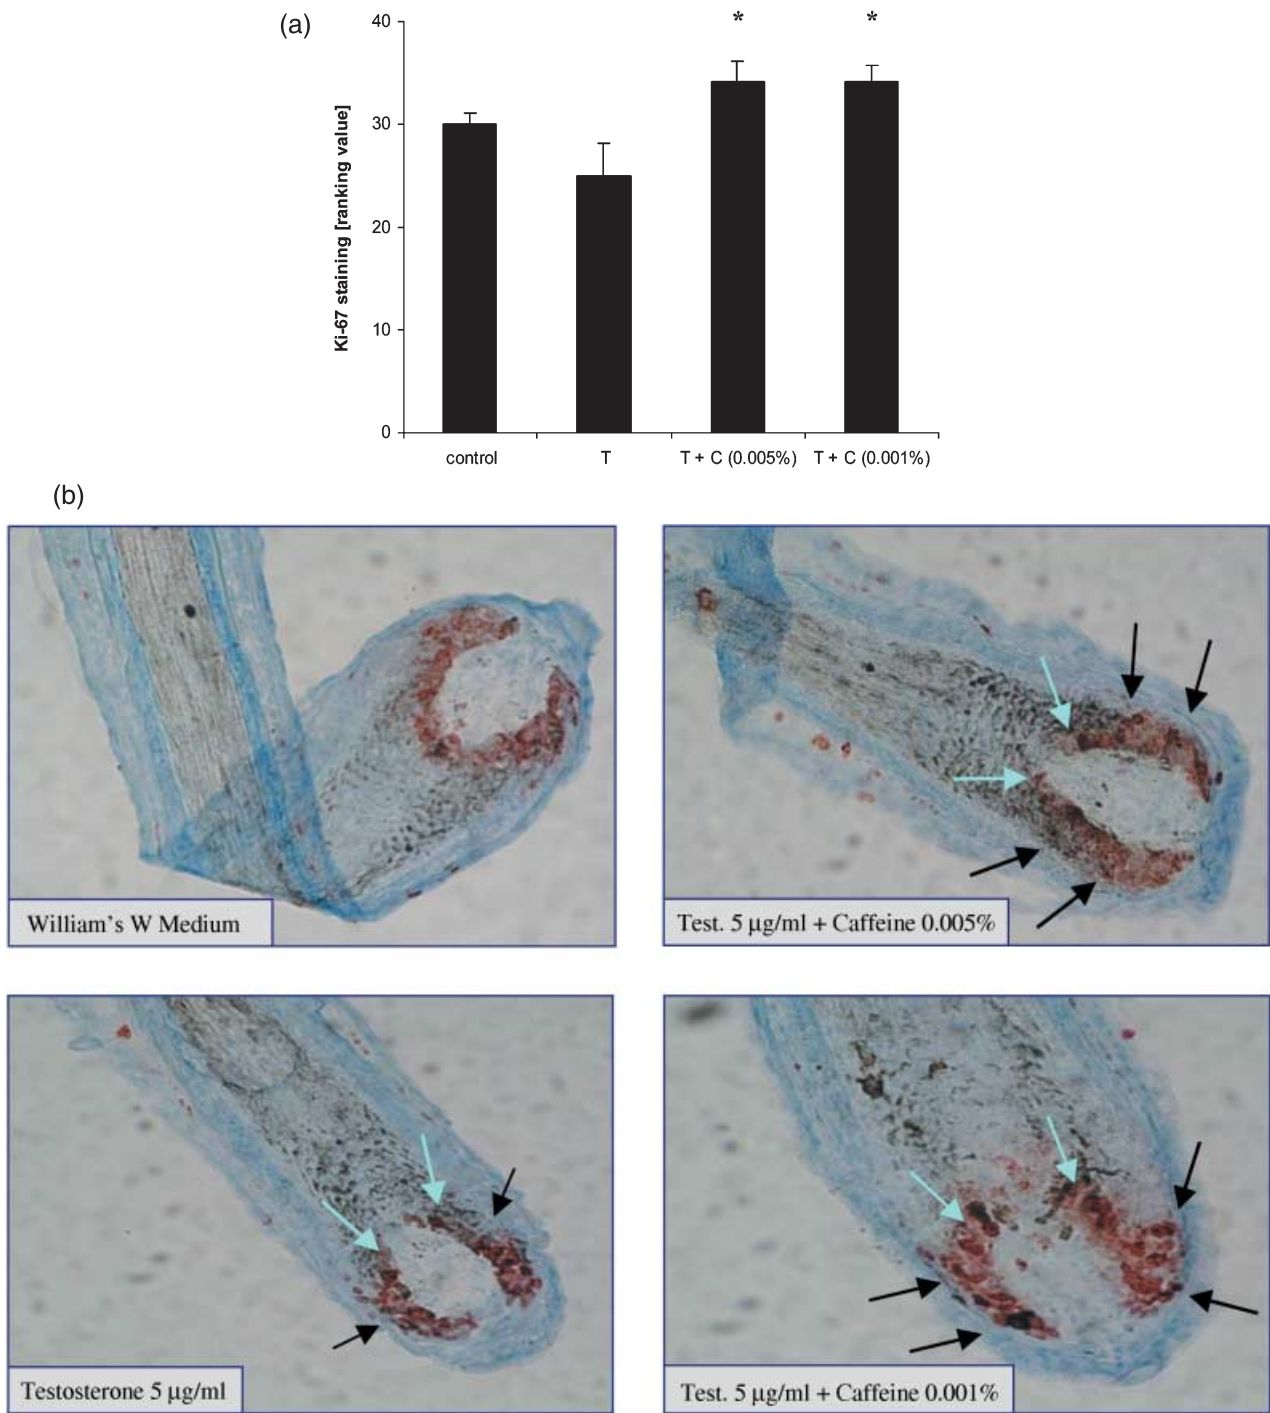 (a)
40
30
20
10
0
Ki-67 staining [ranking value]
* *
control T T + C (0.005%) T + C (0.001%)
(b)
William's W Medium
Test. 5 μg/ml + Caffeine 0.005%
Testosterone 5 μg/ml
Test. 5 μg/ml + Caffeine 0.001%